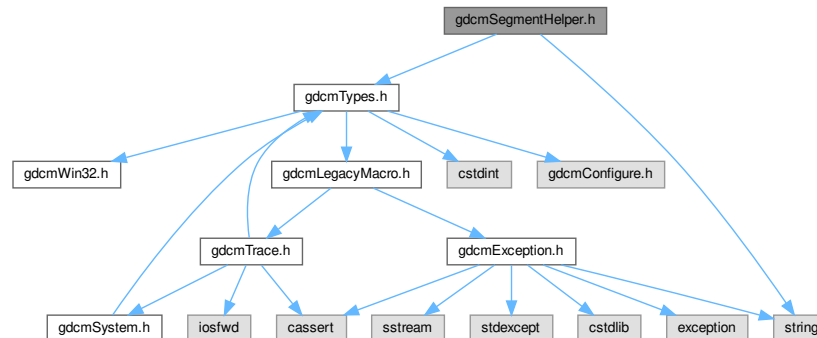 gdcmSegmentHelper.h
gdcmTypes.h
gdcmWin32.h
gdcmLegacyMacro.h
cstdint
gdcmConfigure.h
gdcmTrace.h
gdcmException.h
gdcmSystem.h
iosfwd
cassert
sstream
stdexcept
cstdlib
exception
string